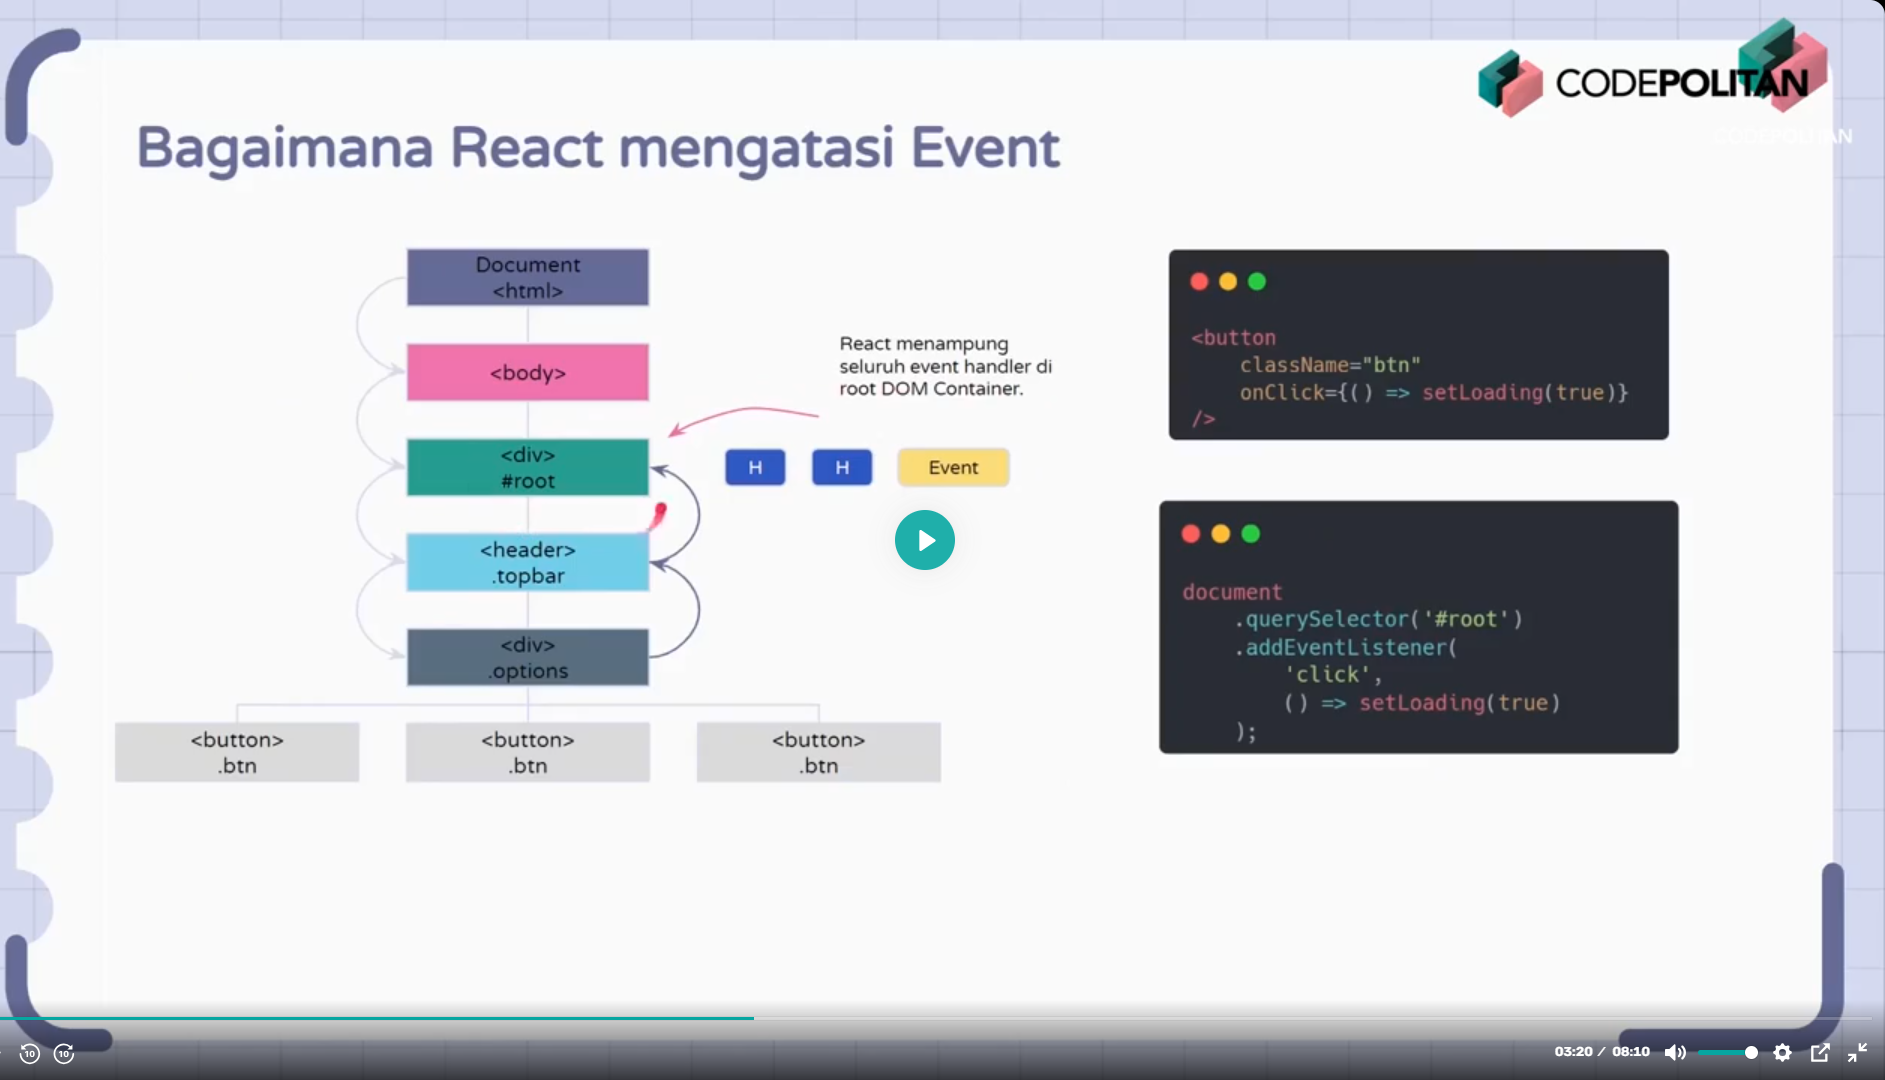 CODEPOLITAN
CODEPOLITAN
Bagaimana React mengatasi Event
Document
<html>
<body>
React menampung
seluruh event handler di
root DOM Container.
<div>
#root
H
H
Event
<header>
.topbar
<div>
.options
<button>
.btn
<button>
.btn
<button>
.btn
<button
className="btn"
onClick={() => setLoading(true)}
/>
document
.querySelector('#root')
.addEventListener(
'click',
() => setLoading(true)
);
10
10
03:20 / 08:10